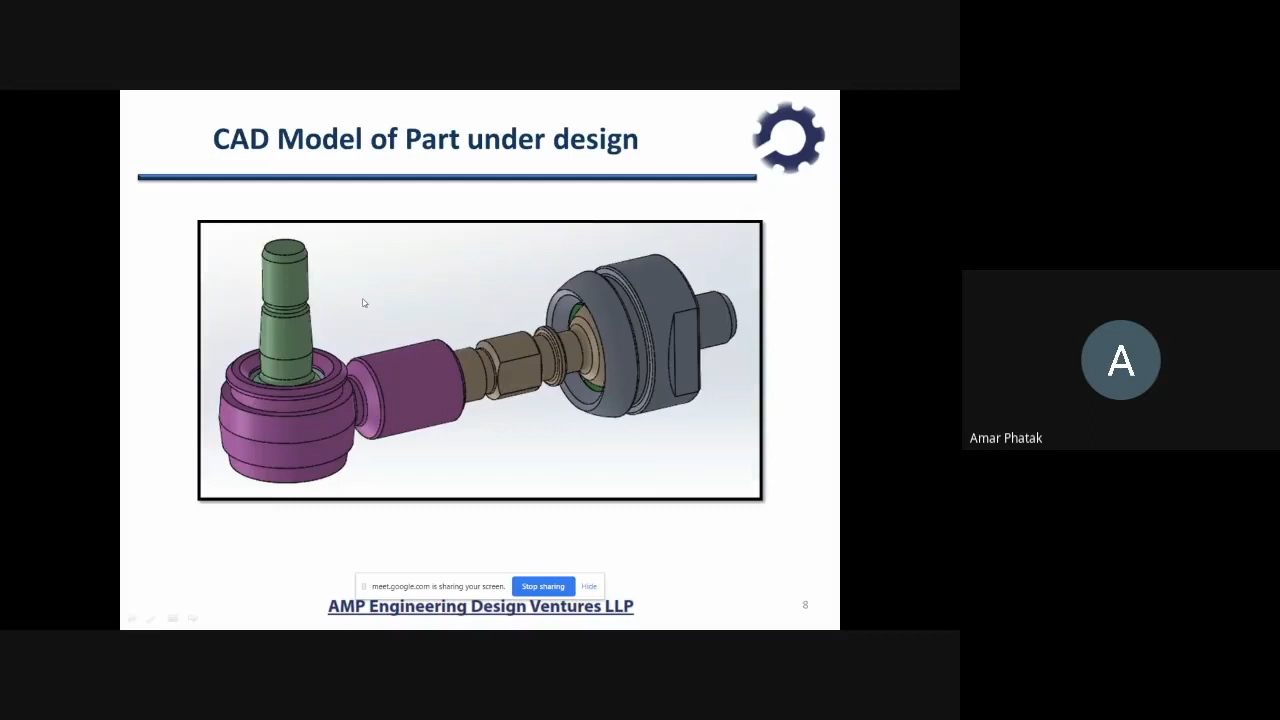 CAD Model of Part under design
meet.google.com is sharing your screen.
Stop sharing
Hide
AMP Engineering Design Ventures LLP
8
A
Amar Phatak